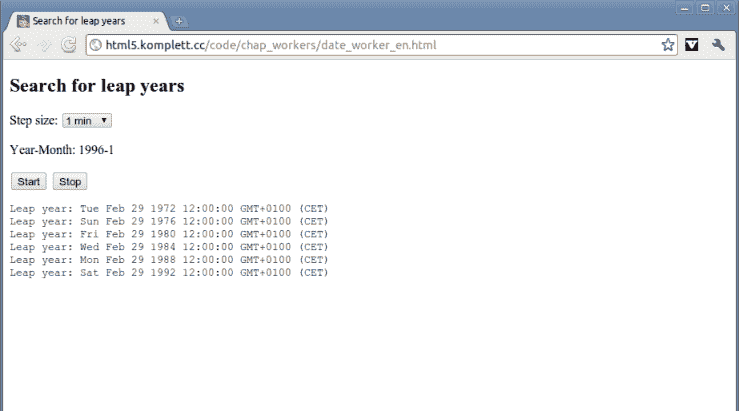 Search for leap years
html5.komplett.cc/code/chap_workers/date_worker_en.html
Search for leap years
Step size: 1 min
Year-Month: 1996-1
Start Stop
Leap year: Tue Feb 29 1972 12:00:00 GMT+0100 (CET)
Leap year: Sun Feb 29 1976 12:00:00 GMT+0100 (CET)
Leap year: Fri Feb 29 1980 12:00:00 GMT+0100 (CET)
Leap year: Wed Feb 29 1984 12:00:00 GMT+0100 (CET)
Leap year: Mon Feb 29 1988 12:00:00 GMT+0100 (CET)
Leap year: Sat Feb 29 1992 12:00:00 GMT+0100 (CET)